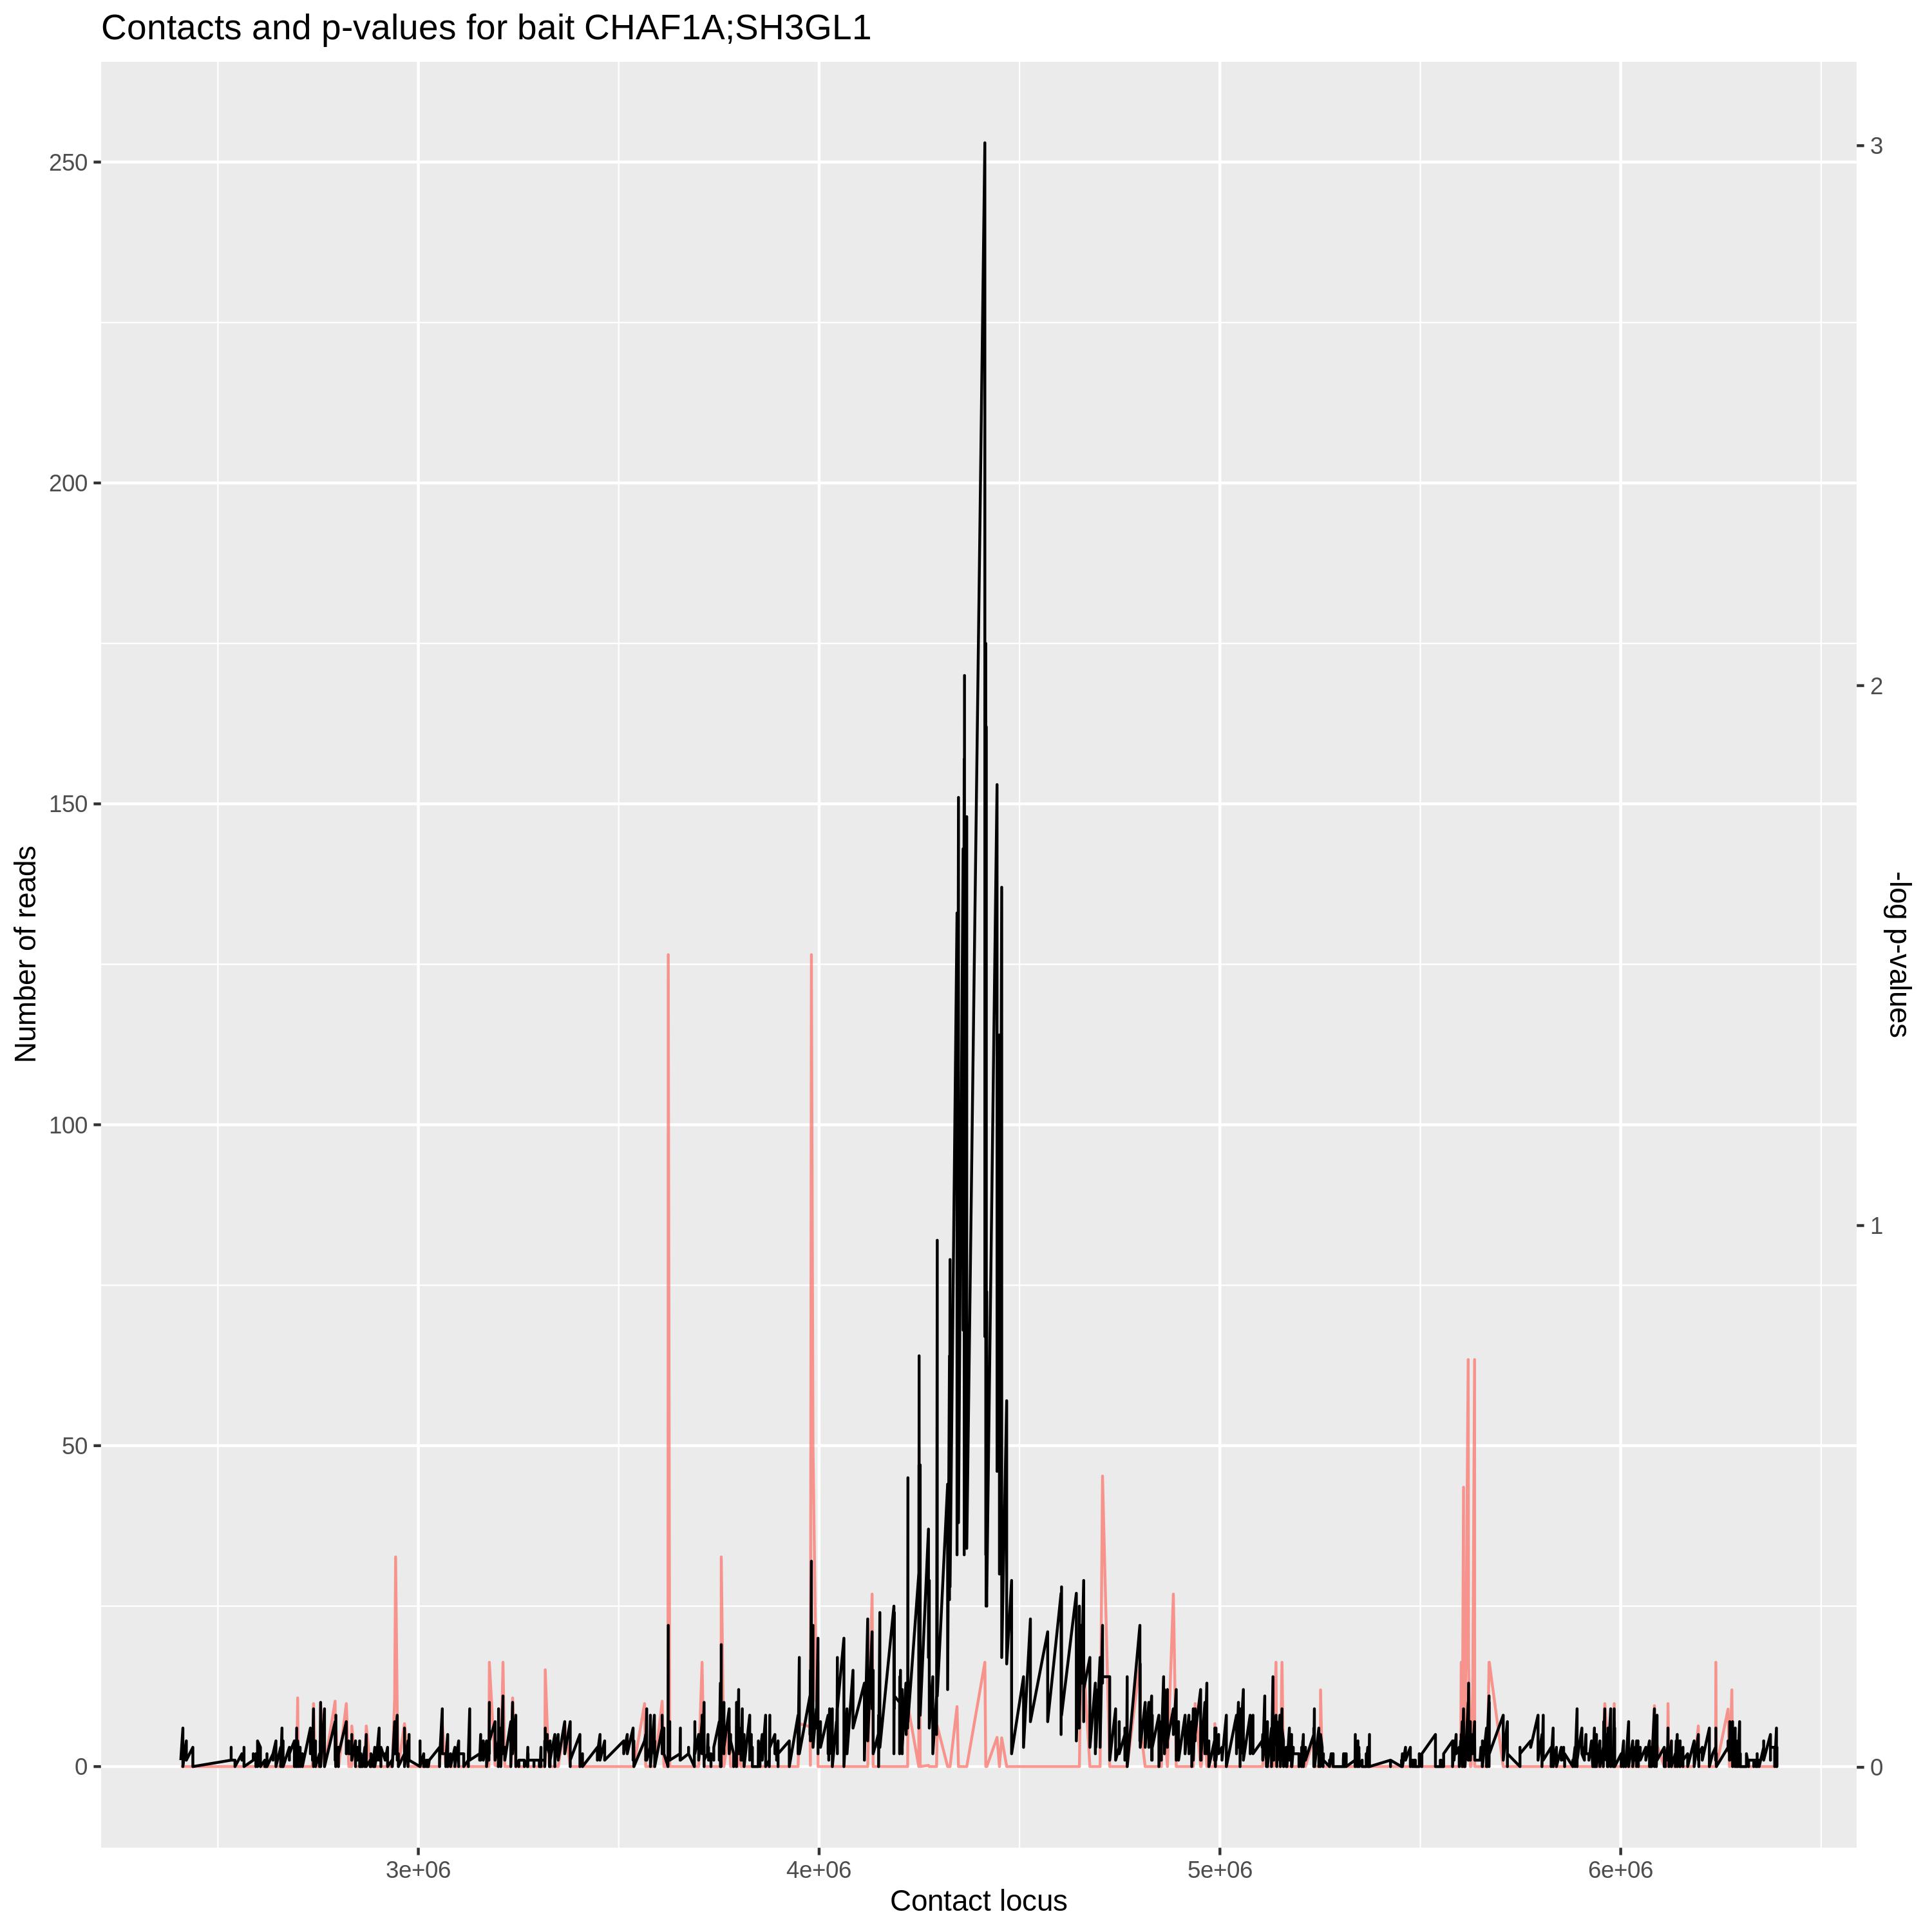 Contacts and p-values for bait CHAF1A;SH3GL1
250
200
150
100
50
0
3
2
1
0
Number of reads
-log p-values
3e+06 4e+06 5e+06 6e+06
Contact locus